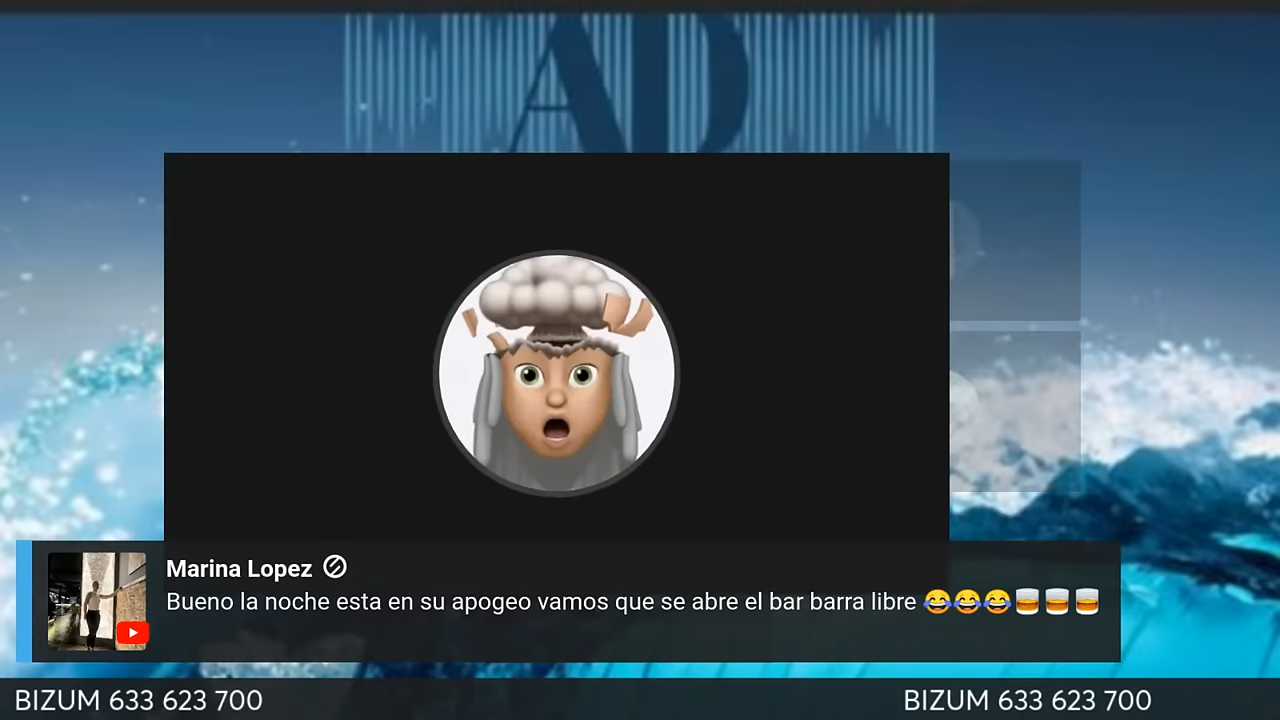 AD
Marina Lopez
Bueno la noche esta en su apogeo vamos que se abre el bar barra libre 😂😂😂🥃🥃🥃
BIZUM 633 623 700 BIZUM 633 623 700